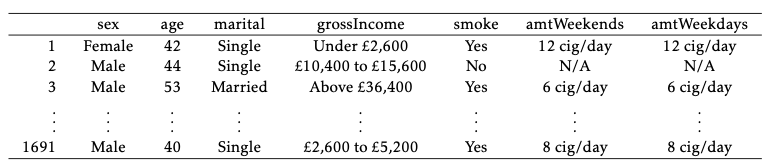 sex age marital grossIncome smoke amtWeekends amtWeekdays
1 Female 42 Single Under £2,600 Yes 12 cig/day 12 cig/day
2 Male 44 Single £10,400 to £15,600 No N/A N/A
3 Male 53 Married Above £36,400 Yes 6 cig/day 6 cig/day
⋮ ⋮ ⋮ ⋮ ⋮ ⋮ ⋮ ⋮
1691 Male 40 Single £2,600 to £5,200 Yes 8 cig/day 8 cig/day